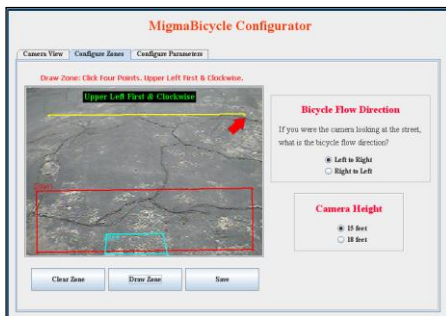 MigmaBicycle Configurator
Camera View
Configure Zones
Configure Parameters
Draw Zone: Click Four Points. Upper Left First & Clockwise.
Upper Left First & Clockwise
Bicycle Flow Direction
If you were the camera looking at the street,
what is the bicycle flow direction?
Left to Right
Right to Left
Camera Height
15 feet
18 feet
Clear Zone
Draw Zone
Save